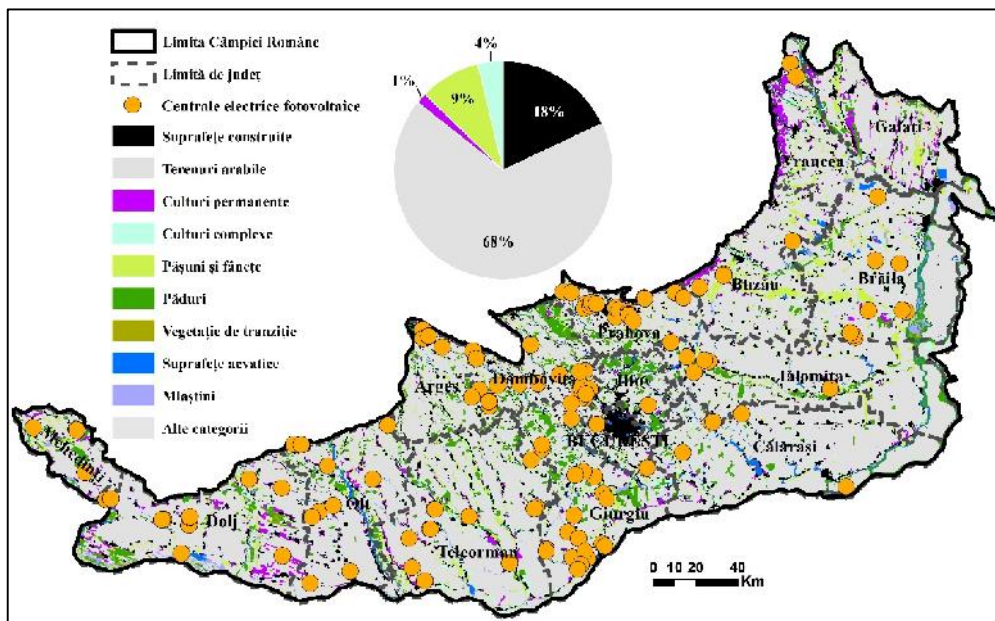 Limita Câmpiei Române
Limită de județ
Centrale electrice fotovoltaice
Suprafețe construite
Terenuri arabile
Culturi permanente
Culturi complexe
Pășuni și fânețe
Păduri
Vegetație de tranziție
Suprafețe acvatice
Mlaștini
Alte categorii
4%
1%
9%
18%
68%
Galați
Vrancea
Brăila
Buzău
Prahova
Ialomița
Dâmbovița
Ilfov
Argeș
BUCUREȘTI
Călărași
Mehedinți
Olt
Dolj
Giurgiu
Teleorman
0 10 20 40
Km